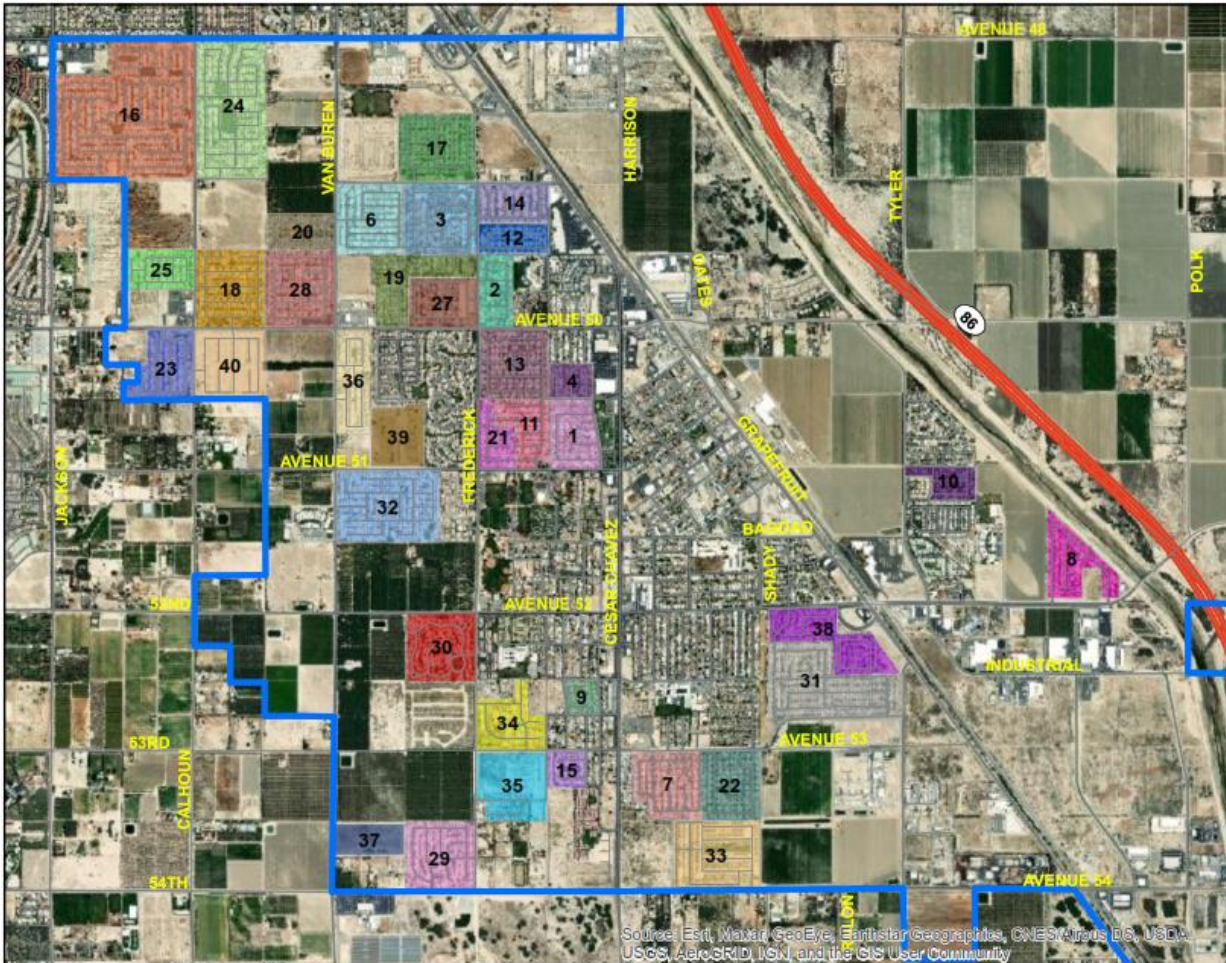 AVENUE 48
16
24
VAN BUREN
17
HARRISON
TYLER
6
3
14
12
20
25
18
28
19
27
2
OATES
POLK
AVENUE 50
86
23
40
36
13
4
11
21
1
39
AVENUE 51
FREDERICK
GRAPEFRUIT
JACKSON
32
10
BAGDAD
CESAR CHAVEZ
SHADY
8
52ND
AVENUE 52
38
30
INDUSTRIAL
31
9
34
53RD
AVENUE 53
CALHOUN
35
15
7
22
37
29
33
54TH
AVENUE 54
Source: Esri, Maxar, GeoEye, Earthstar Geographics, CNES/Airbus DS, USDA,
USGS, AeroGRID, IGN, and the GIS User Community